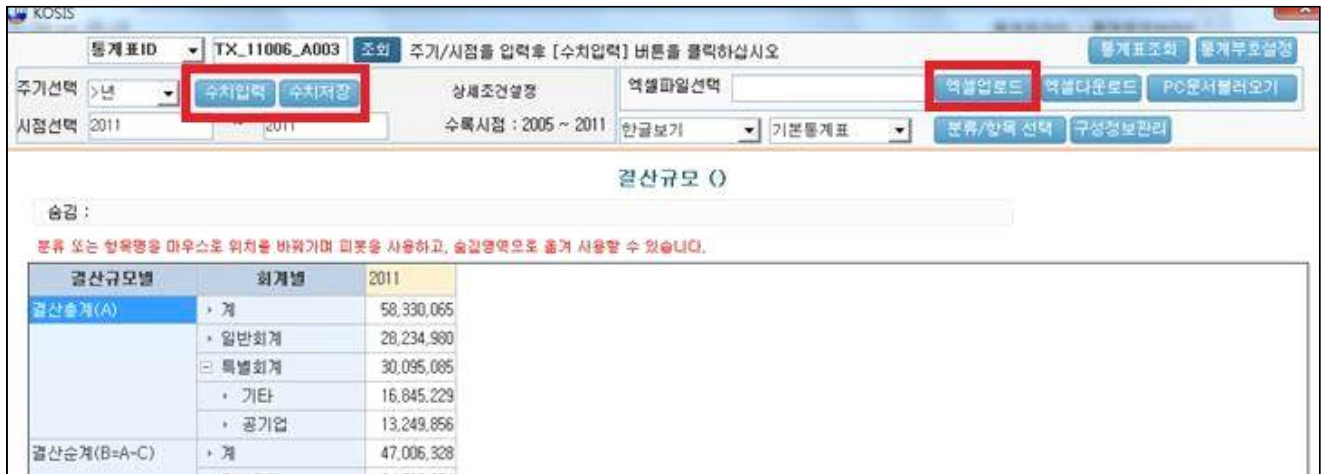 KOSIS
통계표ID TX_11006_A003 조회 주기/시점을 입력후 [수치입력] 버튼을 클릭하십시오 통계표조회 통계부호설정
주기선택 >년 수치입력 수치저장 상세조건설정 엑셀파일선택 엑셀업로드 엑셀다운로드 PC문서불러오기
시점선택 2011 ~ 2011 수록시점 : 2005 ~ 2011 한글보기 기본통계표 분류/항목 선택 구성정보관리
결산규모 ()
숨김 :
분류 또는 항목명을 마우스로 위치를 바꿔가며 피봇을 사용하고, 숨김영역으로 옮겨 사용할 수 있습니다.
결산규모별 회계별 2011
결산총계(A) 계 58,330,065
일반회계 28,234,980
특별회계 30,095,085
기타 16,845,229
공기업 13,249,856
결산순계(B=A-C) 계 47,006,328